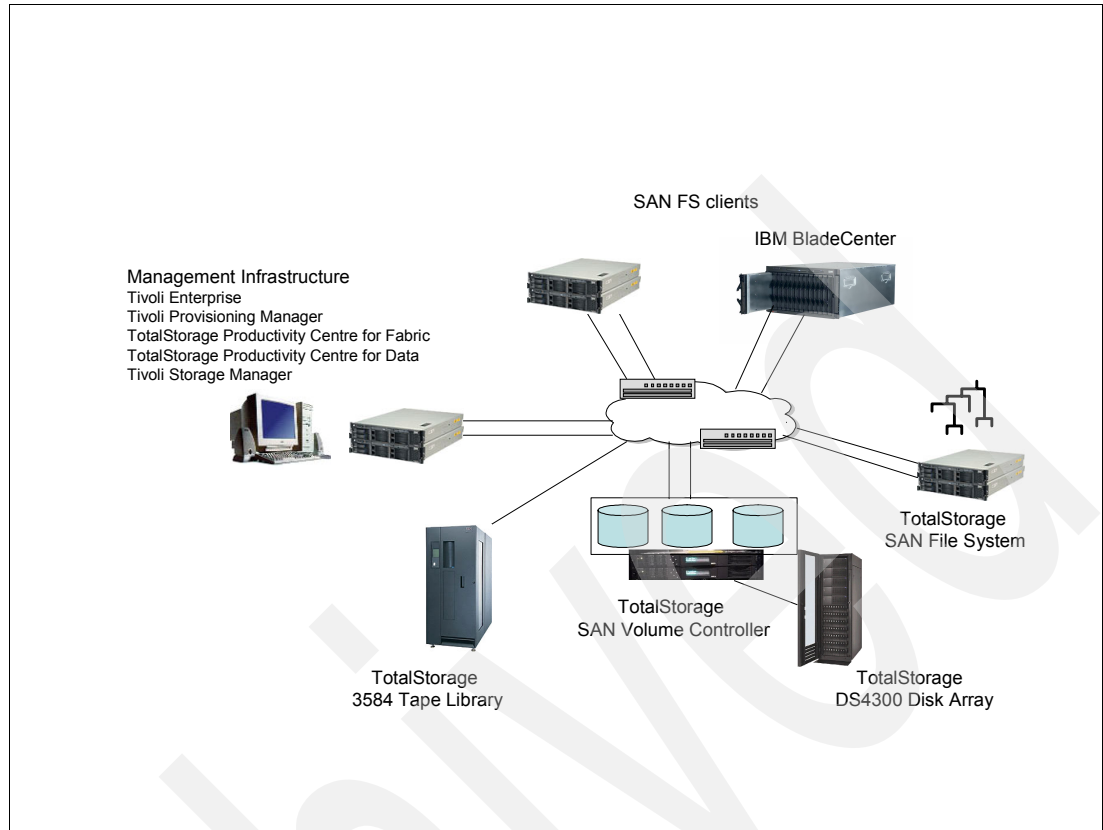 SAN FS clients
IBM BladeCenter
Management Infrastructure
Tivoli Enterprise
Tivoli Provisioning Manager
TotalStorage Productivity Centre for Fabric
TotalStorage Productivity Centre for Data
Tivoli Storage Manager
TotalStorage
SAN File System
TotalStorage
SAN Volume Controller
TotalStorage
3584 Tape Library
TotalStorage
DS4300 Disk Array